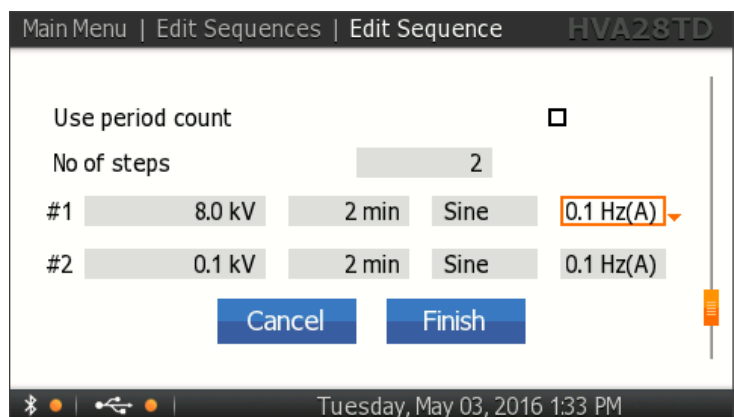 Main Menu | Edit Sequences | Edit Sequence HVA28TD
Use period count
No of steps 2
#1 8.0 kV 2 min Sine 0.1 Hz(A)
#2 0.1 kV 2 min Sine 0.1 Hz(A)
Cancel Finish
Tuesday, May 03, 2016 1:33 PM